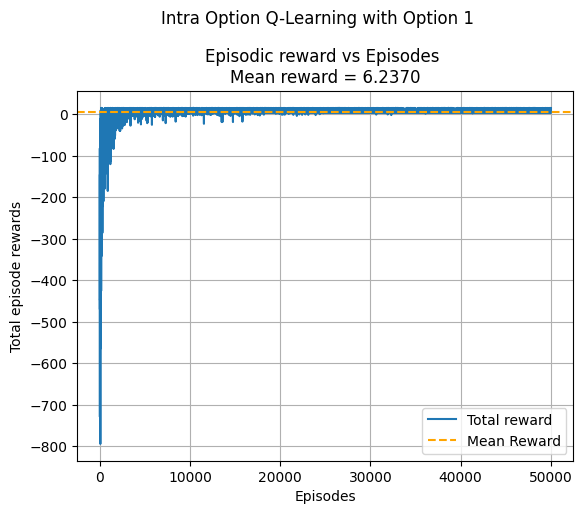 Intra Option Q-Learning with Option 1
Episodic reward vs Episodes
Mean reward = 6.2370
Total episode rewards
0
−100
−200
−300
−400
−500
−600
−700
−800
Total reward
Mean Reward
0 10000 20000 30000 40000 50000
Episodes